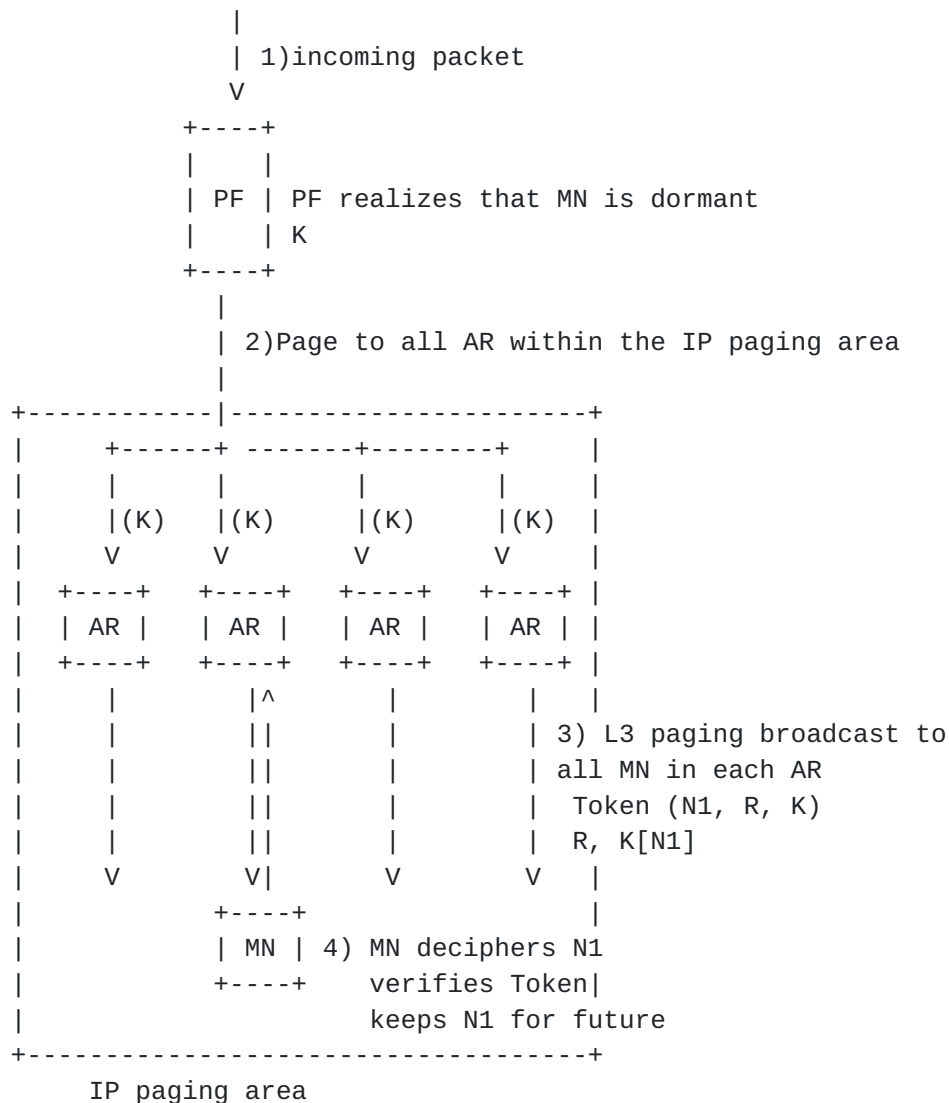 1)incoming packet
PF PF realizes that MN is dormant
K
2)Page to all AR within the IP paging area
(K) (K) (K) (K)
AR AR AR AR
3) L3 paging broadcast to
all MN in each AR
Token (N1, R, K)
R, K[N1]
MN 4) MN deciphers N1
verifies Token
keeps N1 for future
IP paging area